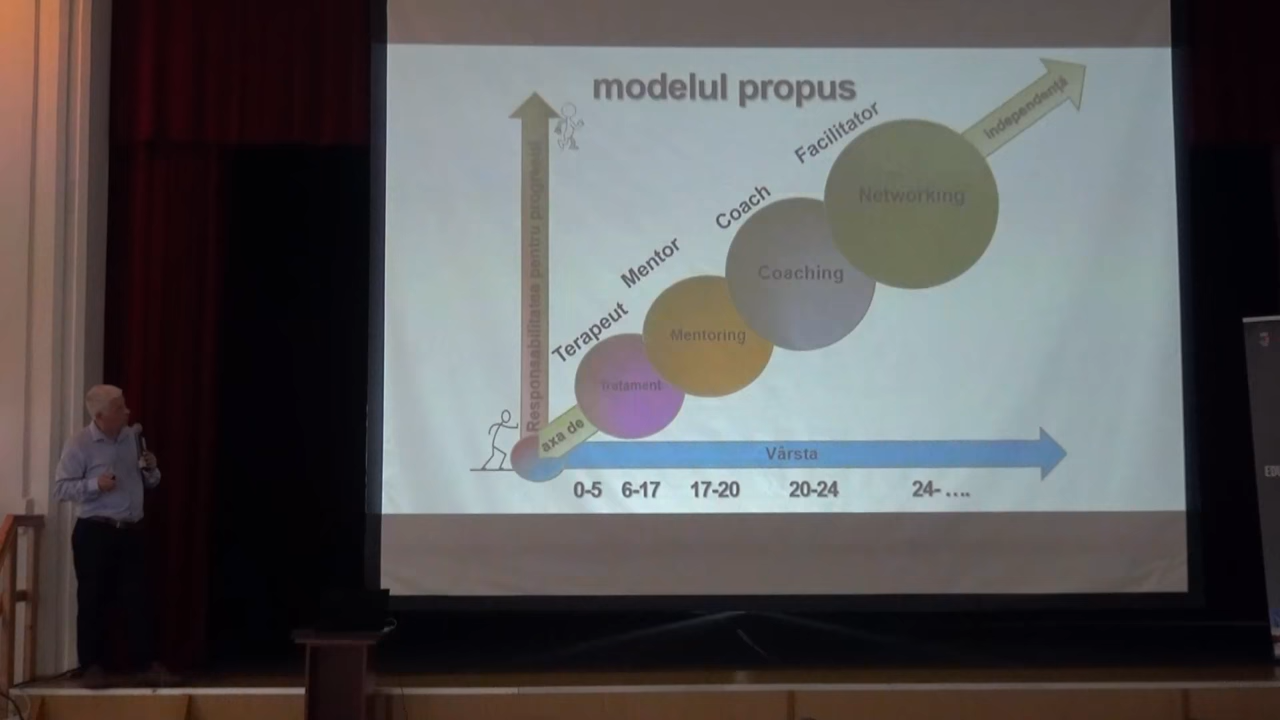 modelul propus
Responsabilitatea pentru
independență
Facilitator
Networking
Coach
Coaching
Mentor
Mentoring
Terapeut
Tratament
axa de
Vârsta
0-5 6-17 17-20 20-24 24- ....